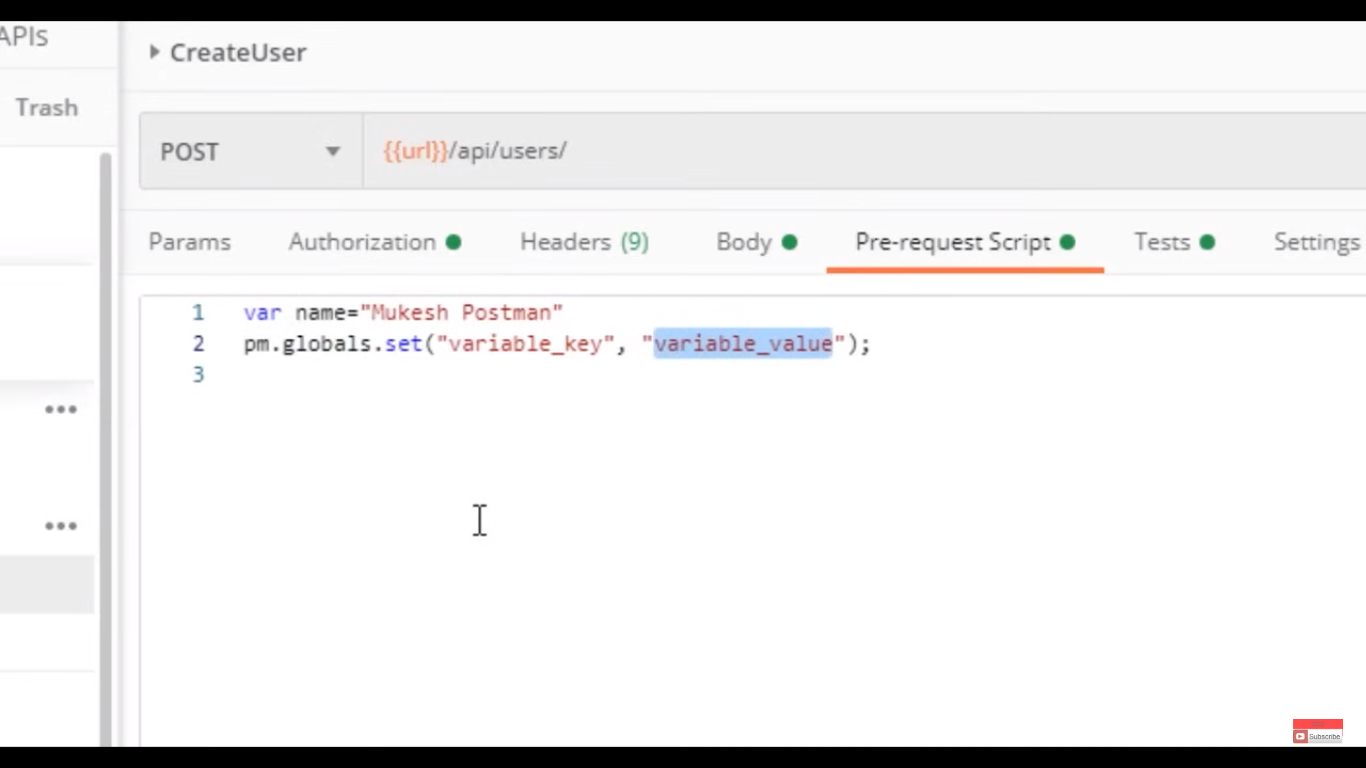 APIs
CreateUser
Trash
POST {{url}}/api/users/
Params Authorization Headers (9) Body Pre-request Script Tests Settings
1 var name="Mukesh Postman"
2 pm.globals.set("variable_key", "variable_value");
3
Subscribe